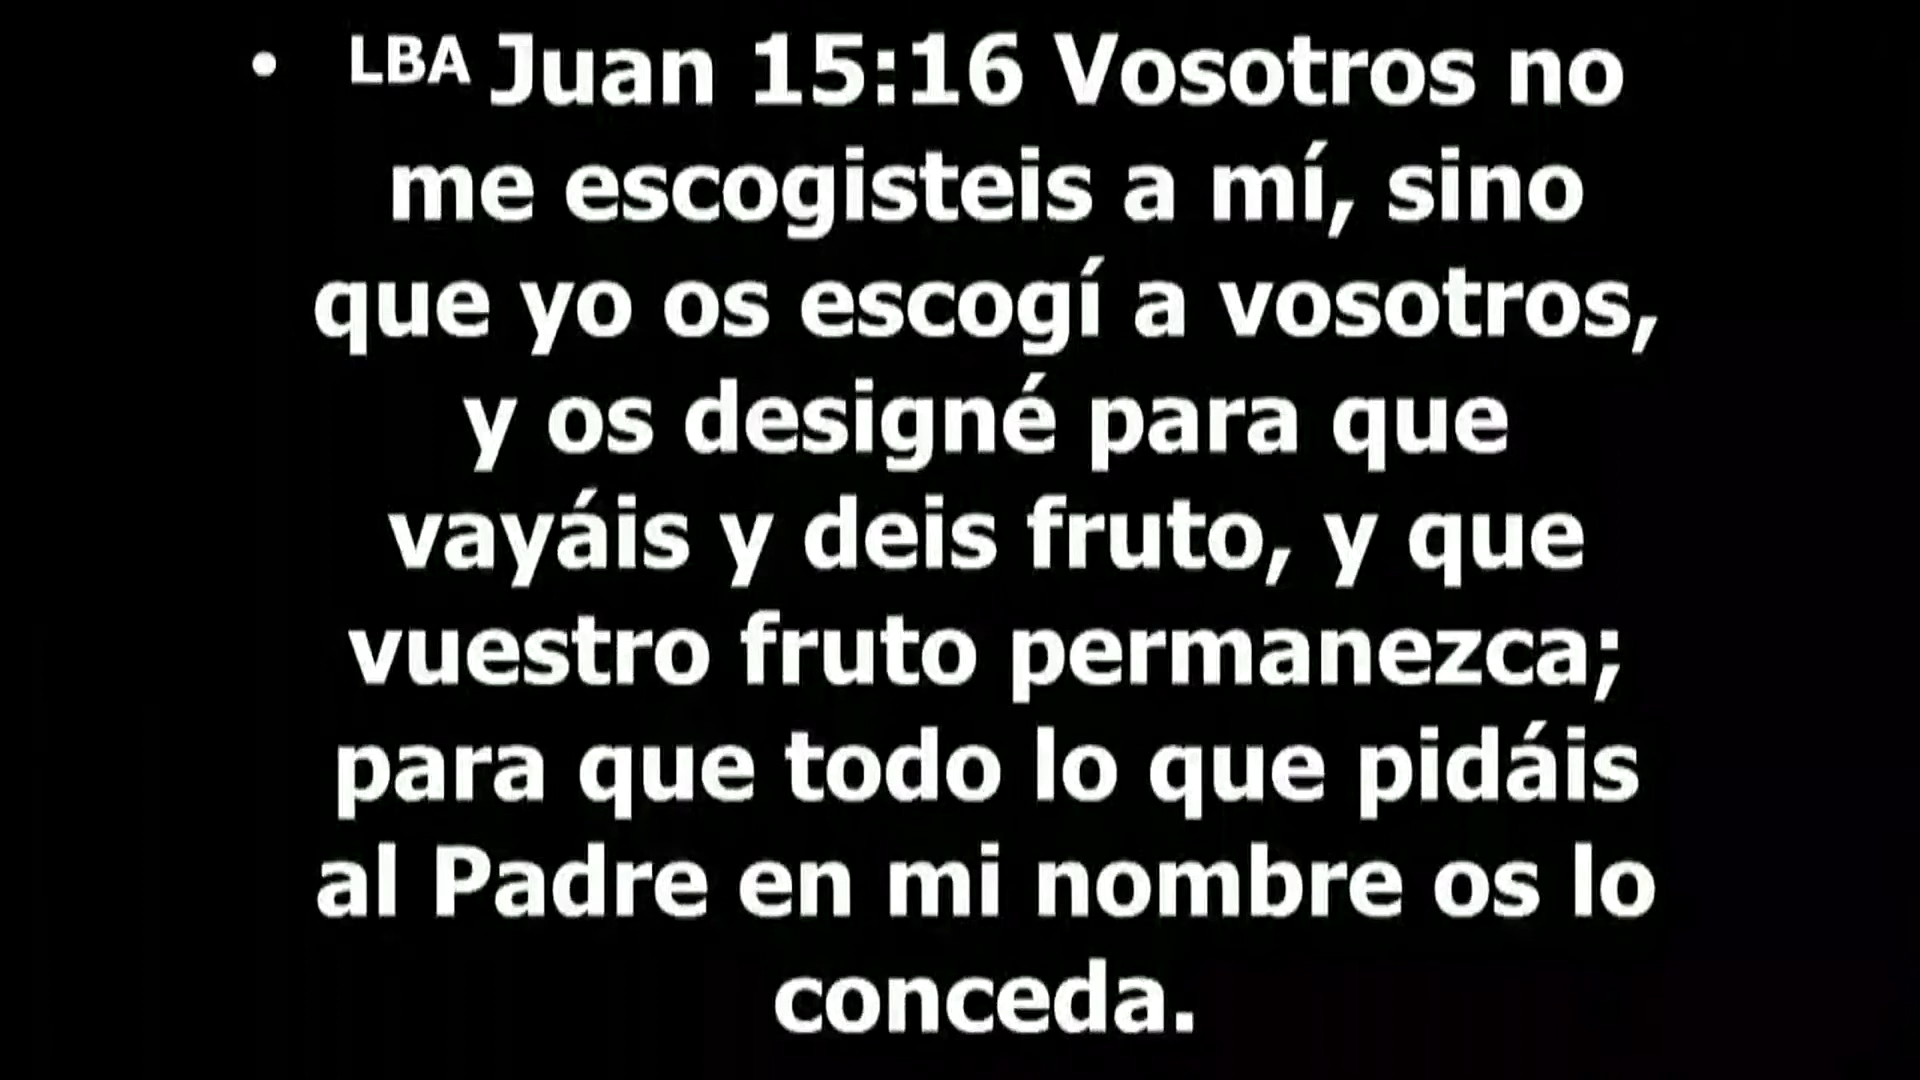 • LBA Juan 15:16 Vosotros no
me escogisteis a mí, sino
que yo os escogí a vosotros,
y os designé para que
vayáis y deis fruto, y que
vuestro fruto permanezca;
para que todo lo que pidáis
al Padre en mi nombre os lo
conceda.